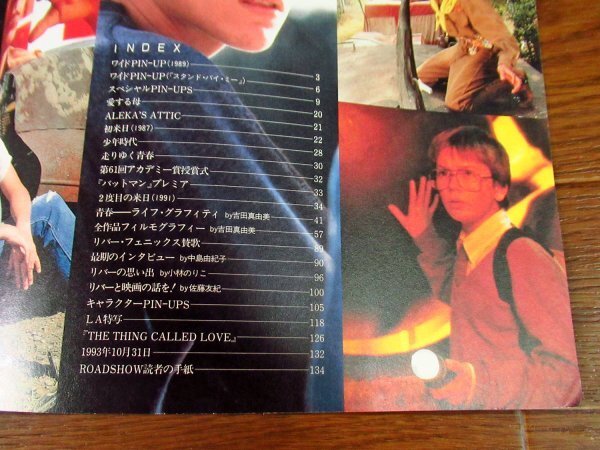 INDEX
ワイドPIN-UP(1989)
ワイドPIN-UP(『スタンド・バイ・ミー』) 3
スペシャルPIN-UPS 6
愛する母 9
ALEKA'S ATTIC 20
初来日(1987) 21
少年時代 22
走りゆく青春 28
第61回アカデミー賞授賞式 30
『バットマン』プレミア 32
2度目の来日(1991) 33
青春——ライフ・グラフィティ by吉田真由美 34
全作品フィルモグラフィー by吉田真由美 41
リバー・フェニックス賛歌 57
最期のインタビュー by中島由紀子 89
リバーの思い出 by小林のりこ 90
リバーと映画の話を! by佐藤友紀 96
キャラクターPIN-UPS 100
LA特写 105
『THE THING CALLED LOVE』 118
1993年10月31日 126
ROADSHOW読者の手紙 132
134